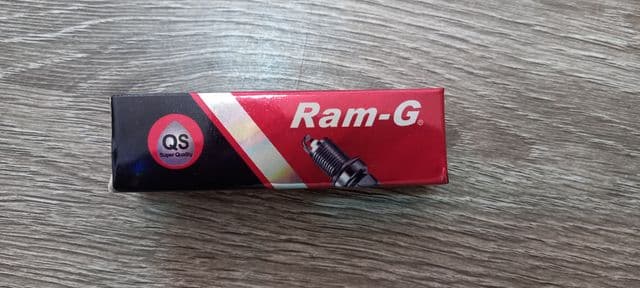 QS
Super Quality
Ram-G